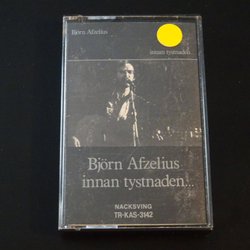 Björn Afzelius
innan tystnaden...
Björn Afzelius
innan tystnaden...
NACKSVING
TR-KAS-3142